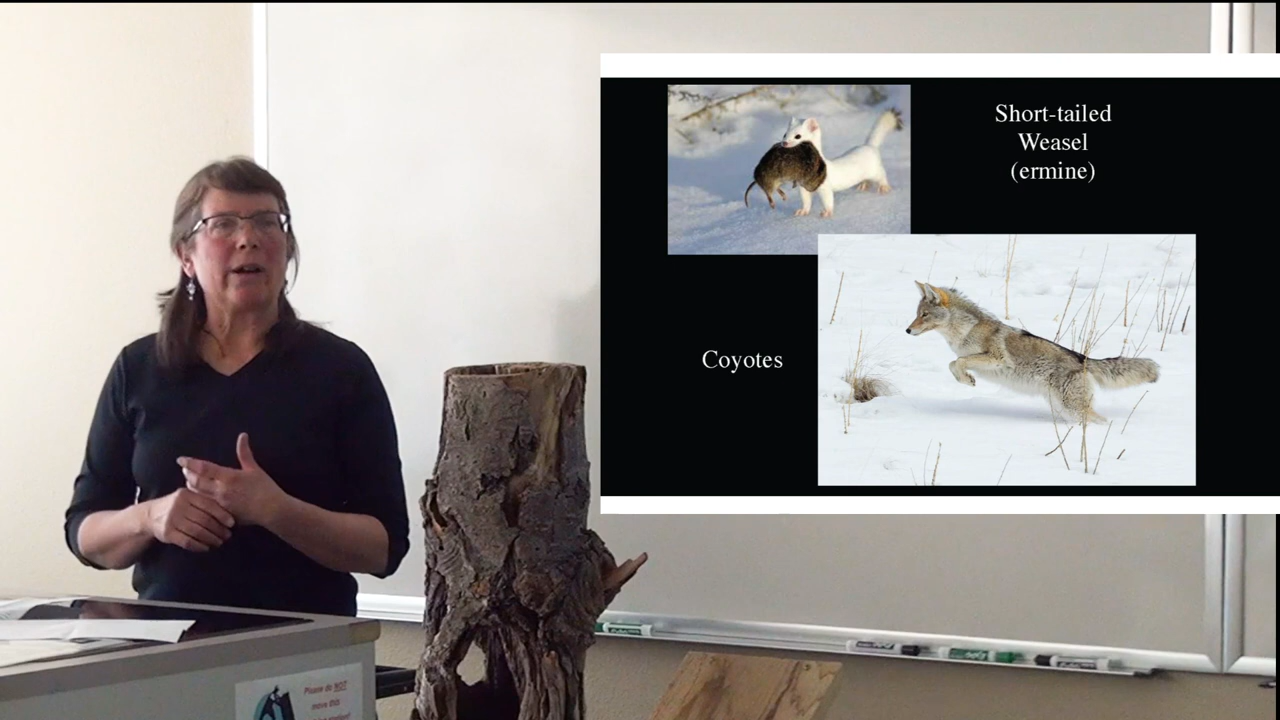 Short-tailed
Weasel
(ermine)
Coyotes
Please do NOT
move this